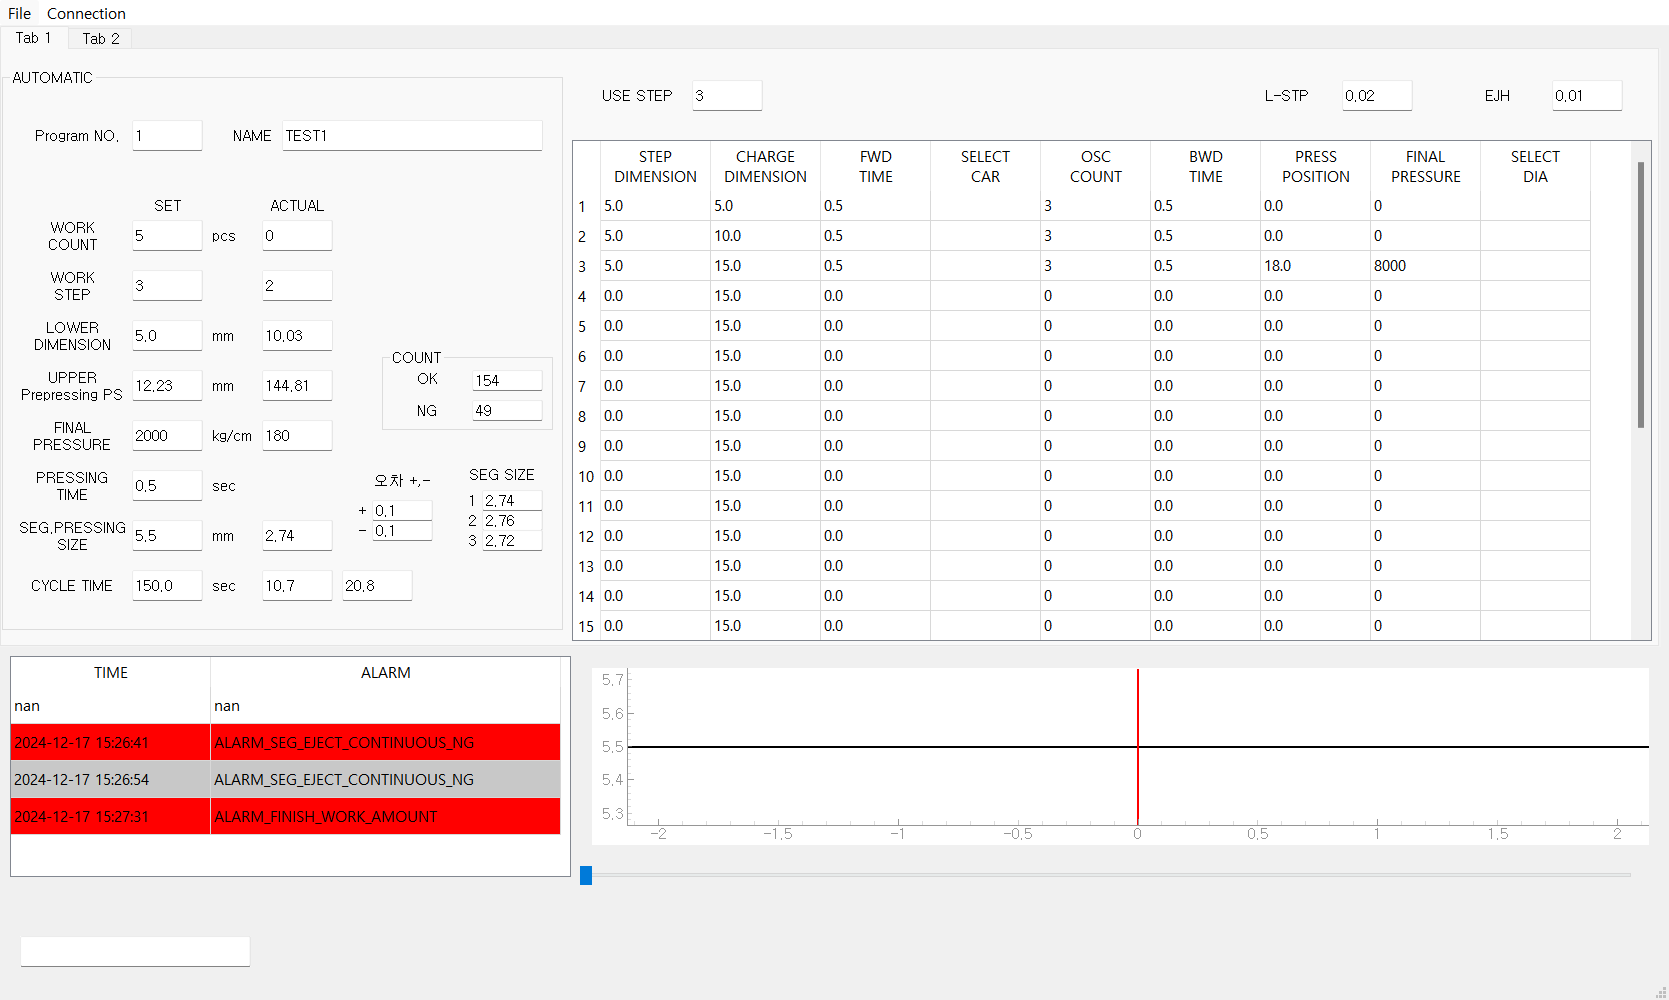 File Connection
Tab 1 Tab 2
AUTOMATIC
Program NO. 1 NAME TEST1
SET ACTUAL
WORK COUNT 5 pcs 0
WORK STEP 3 2
LOWER DIMENSION 5.0 mm 10.03
UPPER Prepressing PS 12.23 mm 144.81
FINAL PRESSURE 2000 kg/cm 180
PRESSING TIME 0.5 sec
SEG.PRESSING SIZE 5.5 mm 2.74
CYCLE TIME 150.0 sec 10.7 20.8
COUNT
OK 154
NG 49
오차 +,-
+ 0.1
- 0.1
SEG SIZE
1 2.74
2 2.76
3 2.72
USE STEP 3 L-STP 0.02 EJH 0.01
STEP DIMENSION CHARGE DIMENSION FWD TIME SELECT CAR OSC COUNT BWD TIME PRESS POSITION FINAL PRESSURE SELECT DIA
1 5.0 5.0 0.5 3 0.5 0.0 0
2 5.0 10.0 0.5 3 0.5 0.0 0
3 5.0 15.0 0.5 3 0.5 18.0 8000
4 0.0 15.0 0.0 0 0.0 0.0 0
5 0.0 15.0 0.0 0 0.0 0.0 0
6 0.0 15.0 0.0 0 0.0 0.0 0
7 0.0 15.0 0.0 0 0.0 0.0 0
8 0.0 15.0 0.0 0 0.0 0.0 0
9 0.0 15.0 0.0 0 0.0 0.0 0
10 0.0 15.0 0.0 0 0.0 0.0 0
11 0.0 15.0 0.0 0 0.0 0.0 0
12 0.0 15.0 0.0 0 0.0 0.0 0
13 0.0 15.0 0.0 0 0.0 0.0 0
14 0.0 15.0 0.0 0 0.0 0.0 0
15 0.0 15.0 0.0 0 0.0 0.0 0
TIME ALARM
nan nan
2024-12-17 15:26:41 ALARM_SEG_EJECT_CONTINUOUS_NG
2024-12-17 15:26:54 ALARM_SEG_EJECT_CONTINUOUS_NG
2024-12-17 15:27:31 ALARM_FINISH_WORK_AMOUNT
5.7
5.6
5.5
5.4
5.3
-2 -1.5 -1 -0.5 0 0.5 1 1.5 2